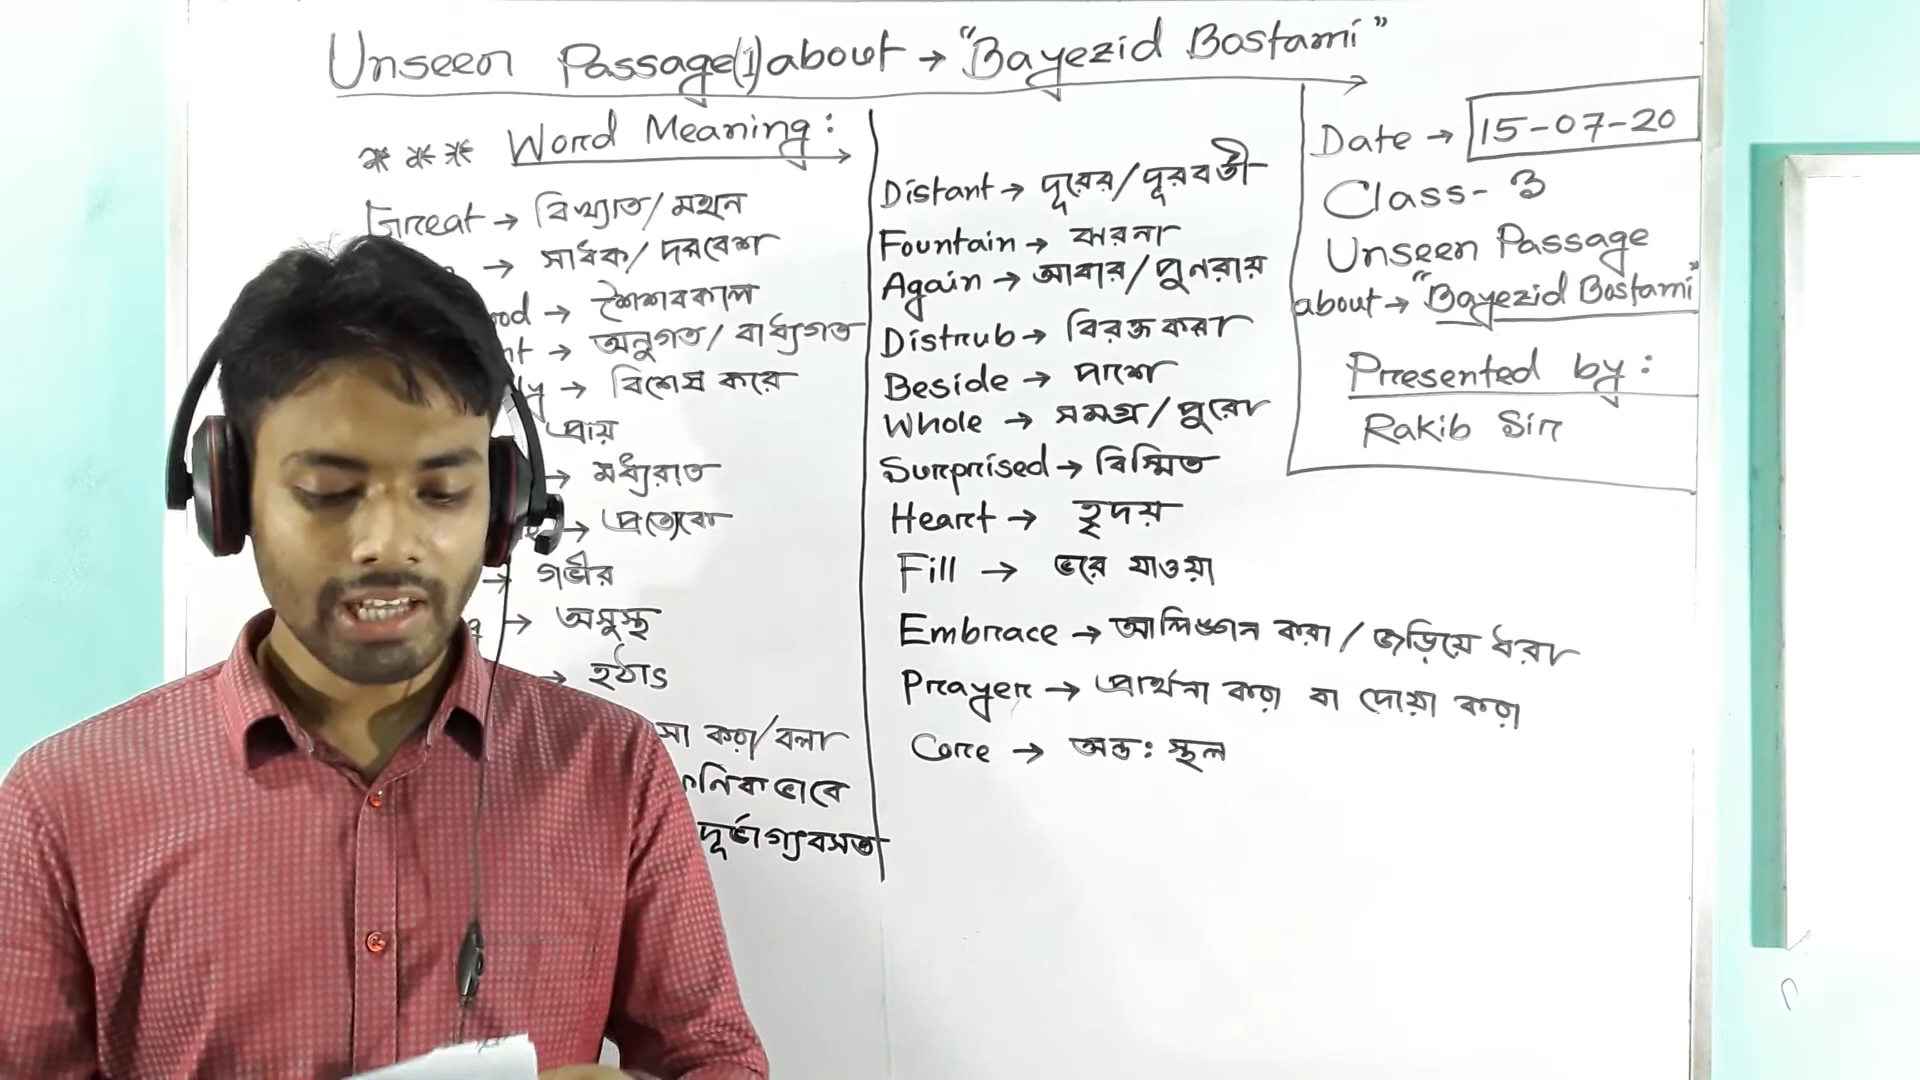 Unseen Passage(1) about → "Bayezid Bostami"
*** Word Meaning:
Great → বিখ্যাত/মহান
→ সাধক/দরবেশ
ood → শৈশবকাল
nt → অনুগত/বাধ্যগত
ly → বিশেষ করে
প্রায়
→ মধ্যরাত
→ প্রত্যেকে
→ গভীর
→ অসুস্থ
→ হঠাৎ
সা করা/বলা
দূর্ভাগ্যবসত
Distant → দূরের/দূরবর্তী
Fountain → ঝরনা
Again → আবার/পুনরায়
Distrub → বিরক্ত করা
Beside → পাশে
Whole → সমগ্র/পুরো
Surprised → বিস্মিত
Heart → হৃদয়
Fill → ভরে যাওয়া
Embrace → আলিঙ্গন করা/জড়িয়ে ধরা
Prayer → প্রার্থনা করা বা দোয়া করা
Core → অন্ত: স্থল
Date → 15-07-20
Class-3
Unseen Passage
about → "Bayezid Bostami"
Presented by:
Rakib Sir